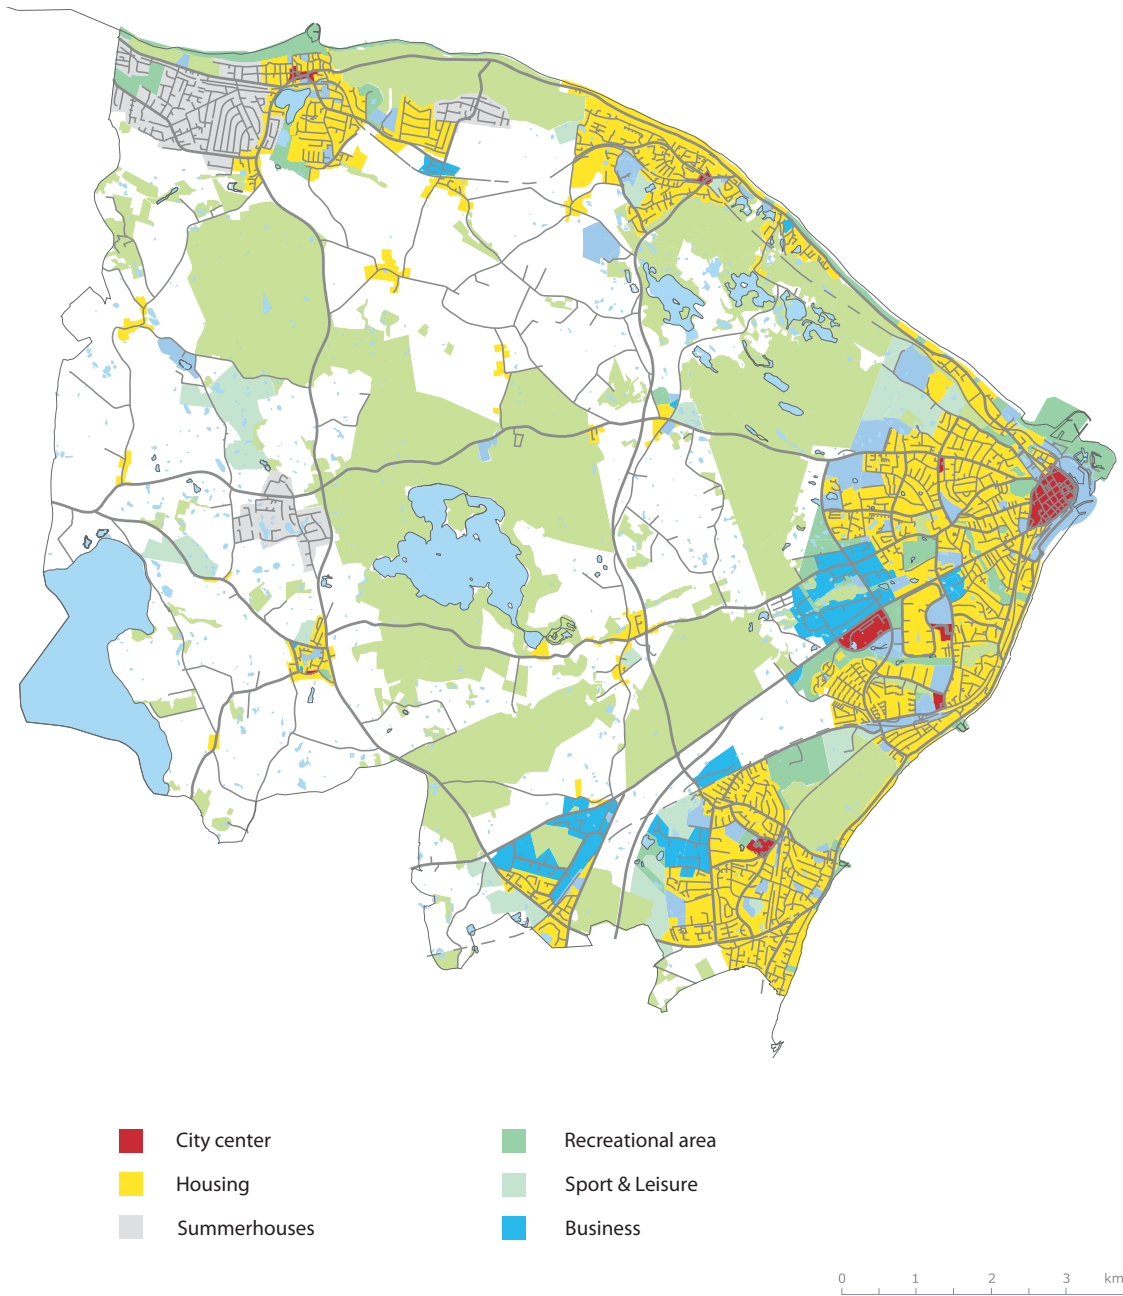 City center
Housing
Summerhouses
Recreational area
Sport & Leisure
Business
0 1 2 3 km